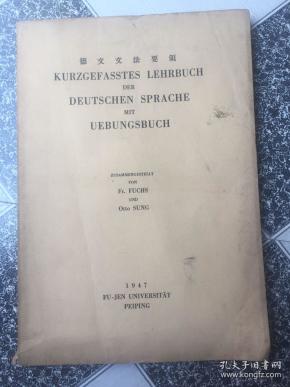 德文文法要領
KURZGEFASSTES LEHRBUCH
DER
DEUTSCHEN SPRACHE
MIT
UEBUNGSBUCH
ZUSAMMENGESTELLT
VON
Fr. FUCHS
UND
Otto SUNG
1947
FU-JEN UNIVERSITÄT
PEIPING
孔夫子旧书网